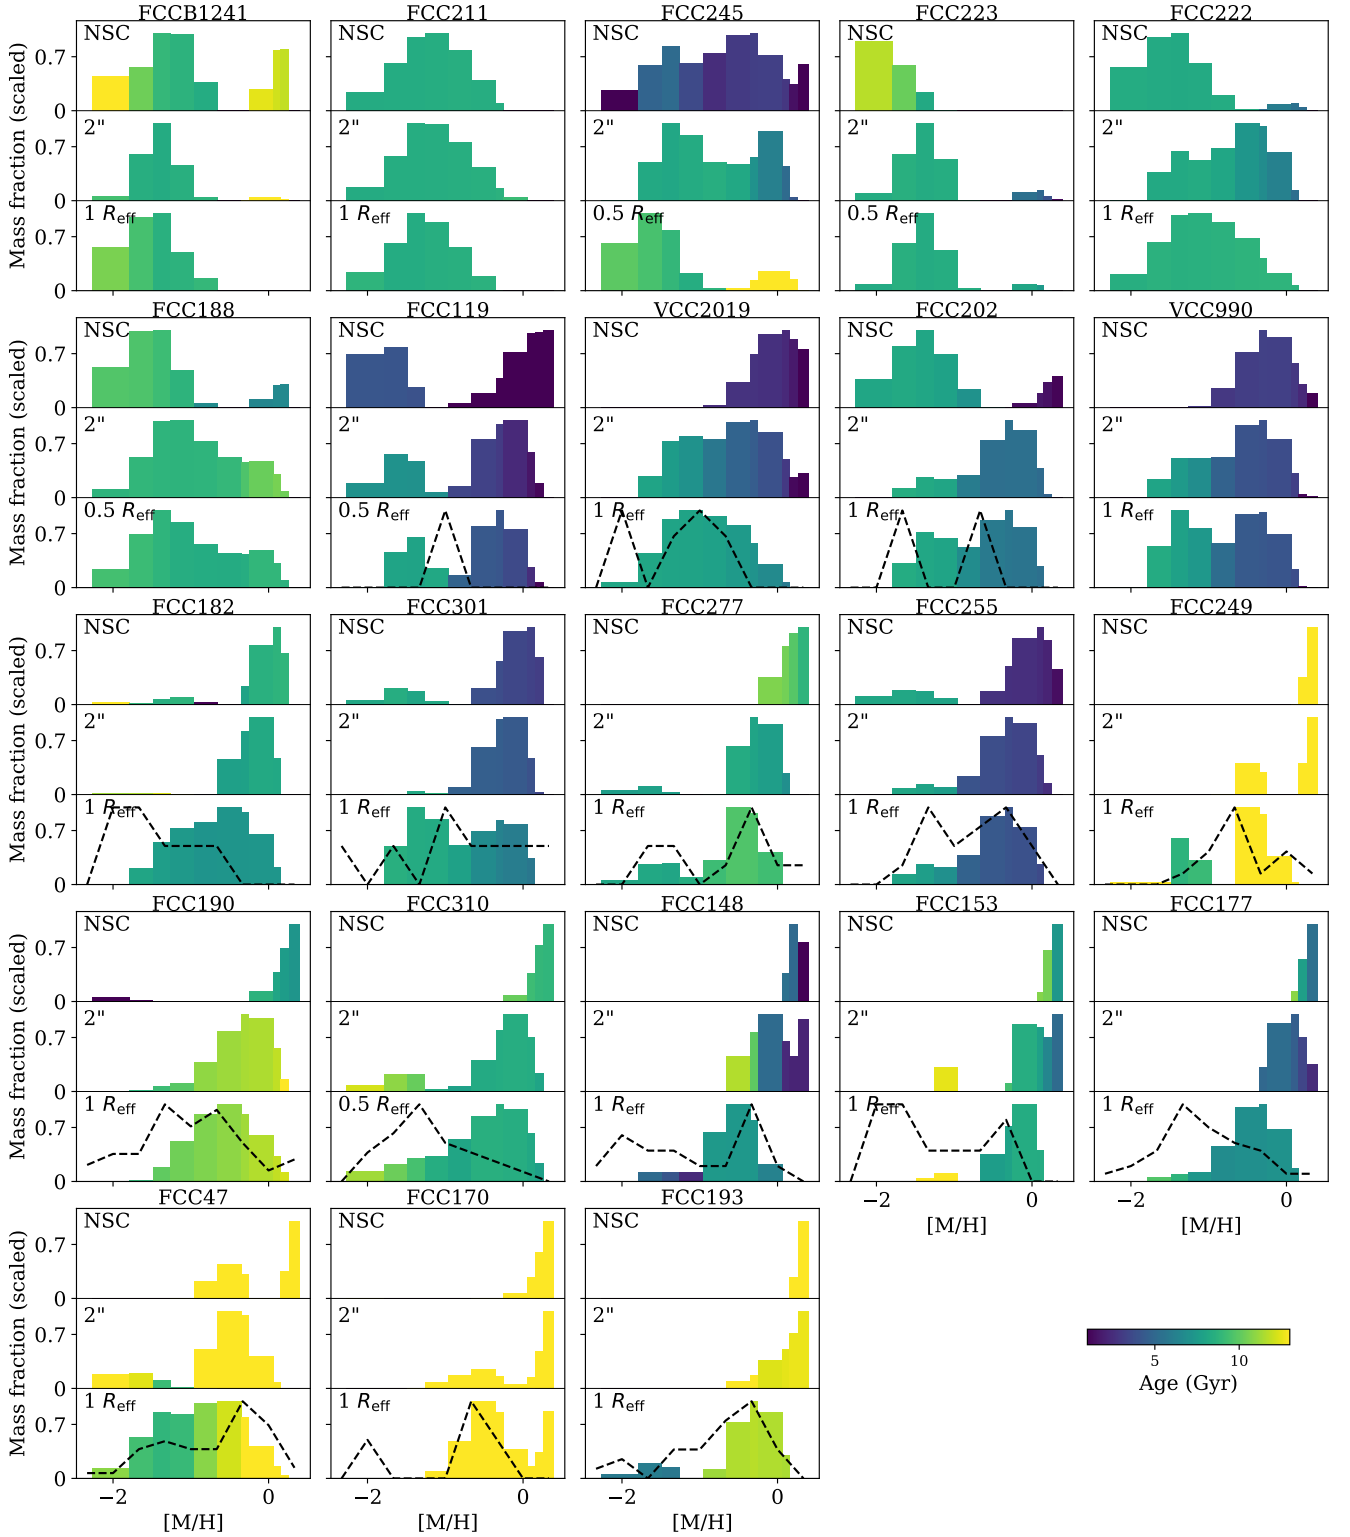 FCCB1241 FCC211 FCC245 FCC223 FCC222
NSC NSC NSC NSC NSC
0.7
0
2" 2" 2" 2" 2"
0.7
0
1 Reff 1 Reff 0.5 Reff 0.5 Reff 1 Reff
0.7
0
Mass fraction (scaled)
FCC188 FCC119 VCC2019 FCC202 VCC990
NSC NSC NSC NSC NSC
0.7
0
2" 2" 2" 2" 2"
0.7
0
0.5 Reff 0.5 Reff 1 Reff 1 Reff 1 Reff
0.7
0
Mass fraction (scaled)
FCC182 FCC301 FCC277 FCC255 FCC249
NSC NSC NSC NSC NSC
0.7
0
2" 2" 2" 2" 2"
0.7
0
1 Reff 1 Reff 1 Reff 1 Reff 1 Reff
0.7
0
Mass fraction (scaled)
FCC190 FCC310 FCC148 FCC153 FCC177
NSC NSC NSC NSC NSC
0.7
0
2" 2" 2" 2" 2"
0.7
0
1 Reff 0.5 Reff 1 Reff 1 Reff 1 Reff
0.7
0
Mass fraction (scaled)
−2 0 −2 0
[M/H] [M/H]
FCC47 FCC170 FCC193
NSC NSC NSC
0.7
0
2" 2" 2"
0.7
0
1 Reff 1 Reff 1 Reff
0.7
0
Mass fraction (scaled)
−2 0 −2 0 −2 0
[M/H] [M/H] [M/H]
5 10
Age (Gyr)